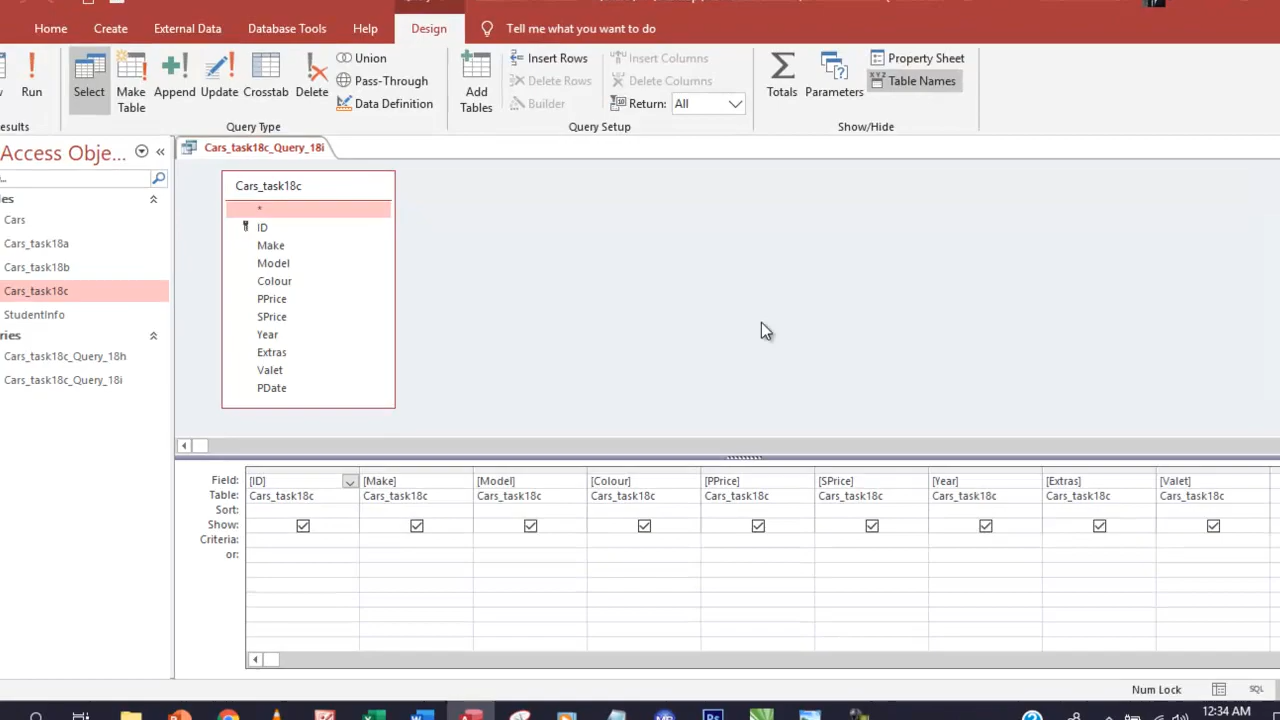 Home Create External Data Database Tools Help Design Tell me what you want to do
Run
Select
Make Table
Append
Update
Crosstab
Delete
Union
Pass-Through
Data Definition
Add Tables
Insert Rows
Delete Rows
Builder
Insert Columns
Delete Columns
Return: All
Totals
Parameters
Property Sheet
Table Names
Query Type
Query Setup
Show/Hide
Access Obje...
Cars_task18c_Query_18i
Cars
Cars_task18a
Cars_task18b
Cars_task18c
StudentInfo
Cars_task18c_Query_18h
Cars_task18c_Query_18i
Cars_task18c
*
ID
Make
Model
Colour
PPrice
SPrice
Year
Extras
Valet
PDate
Field: [ID] [Make] [Model] [Colour] [PPrice] [SPrice] [Year] [Extras] [Valet]
Table: Cars_task18c Cars_task18c Cars_task18c Cars_task18c Cars_task18c Cars_task18c Cars_task18c Cars_task18c Cars_task18c
Sort:
Show:
Criteria:
or:
Num Lock SQL
12:34 AM